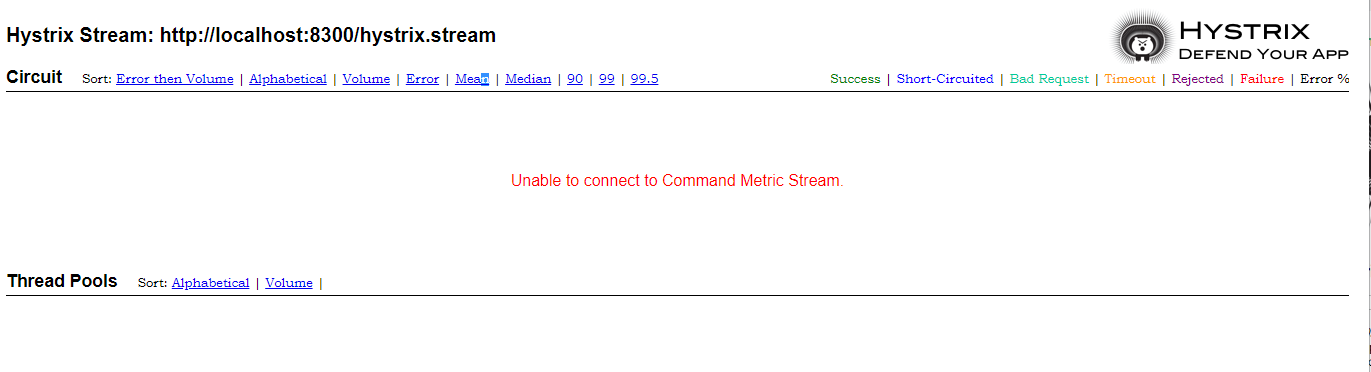 Hystrix Stream: http://localhost:8300/hystrix.stream
HYSTRIX
DEFEND YOUR APP
Circuit Sort: Error then Volume | Alphabetical | Volume | Error | Mean | Median | 90 | 99 | 99.5
Success | Short-Circuited | Bad Request | Timeout | Rejected | Failure | Error %
Unable to connect to Command Metric Stream.
Thread Pools Sort: Alphabetical | Volume |